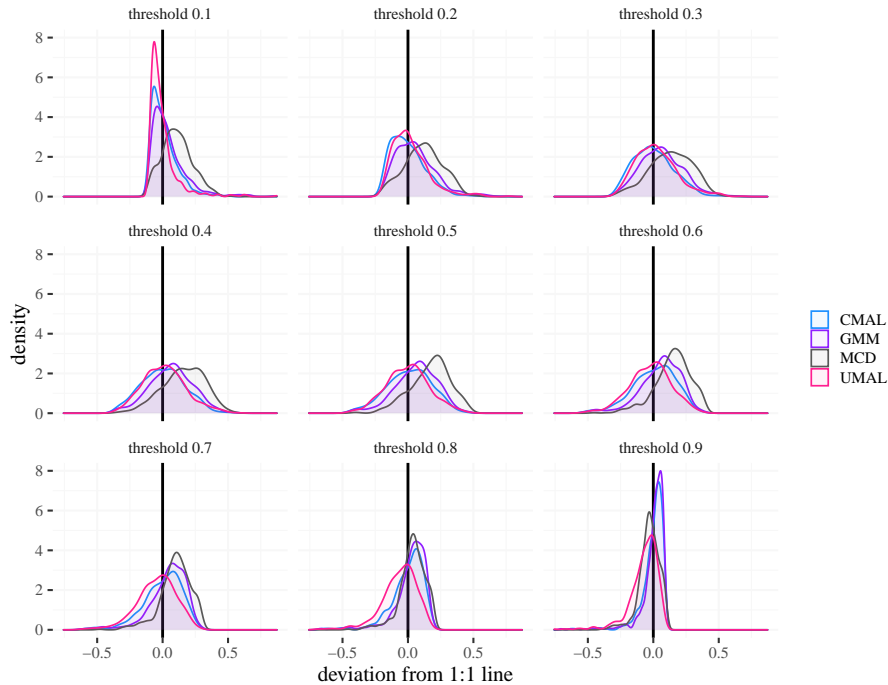 threshold 0.1
threshold 0.2
threshold 0.3
8
6
4
2
0
threshold 0.4
threshold 0.5
threshold 0.6
8
6
4
2
0
threshold 0.7
threshold 0.8
threshold 0.9
8
6
4
2
0
−0.5 0.0 0.5
−0.5 0.0 0.5
−0.5 0.0 0.5
deviation from 1:1 line
density
CMAL
GMM
MCD
UMAL